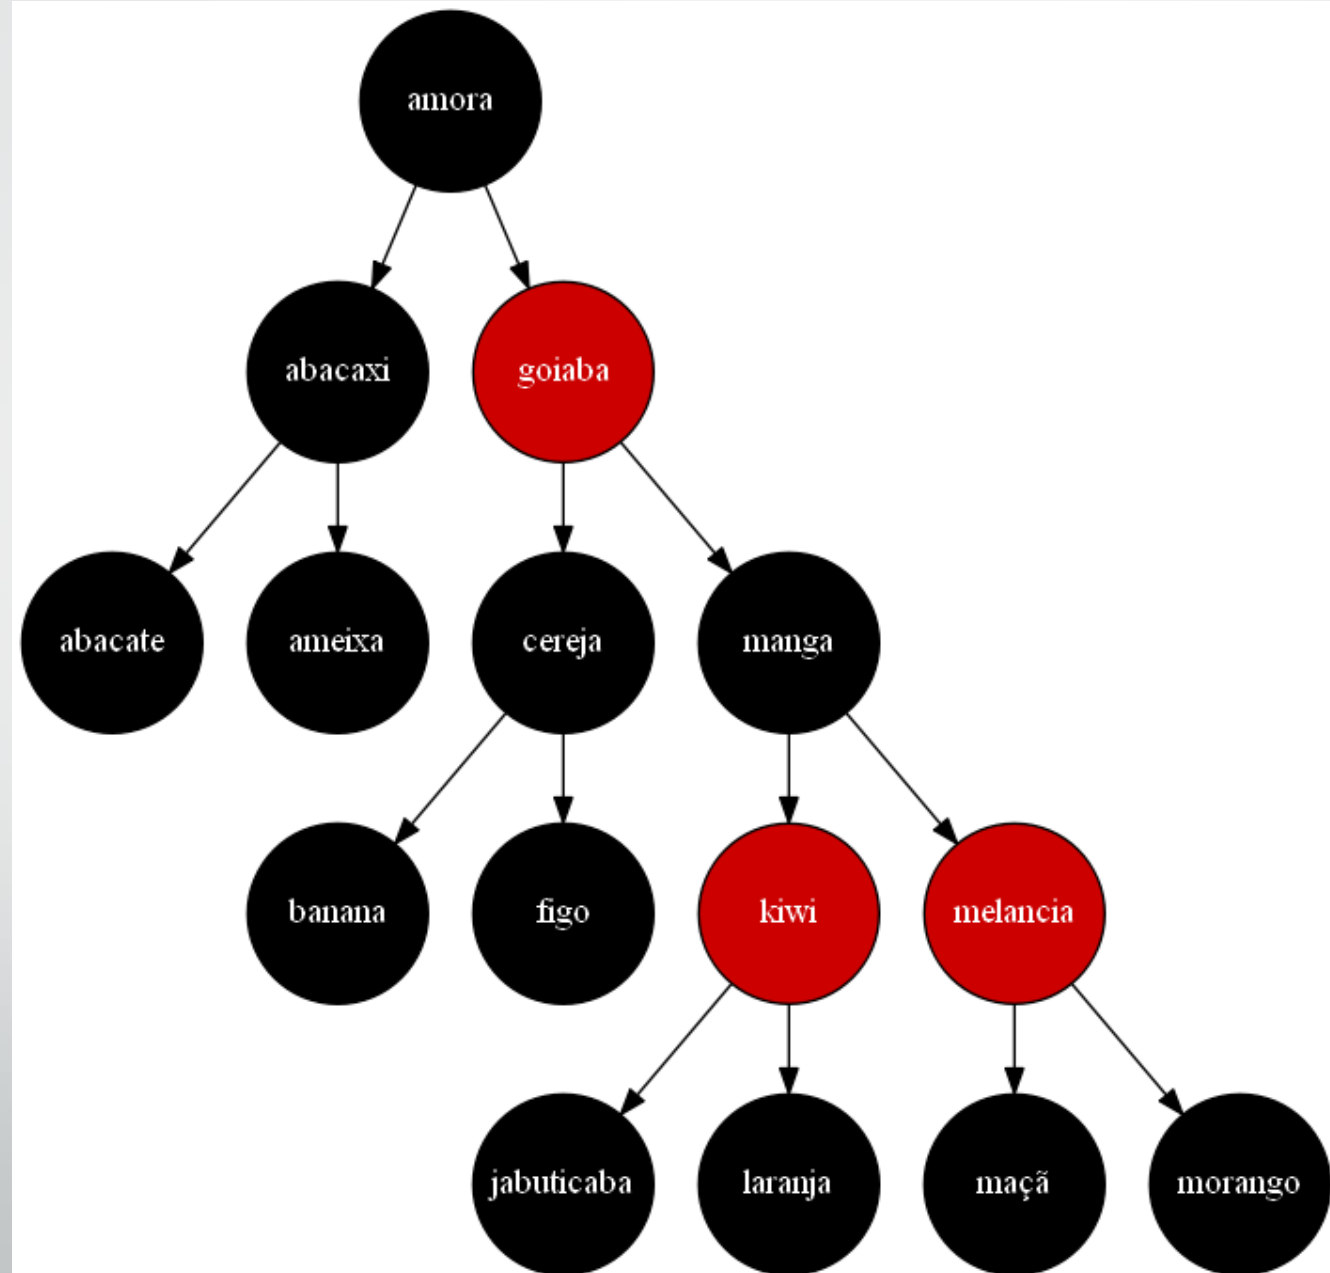 amora
abacaxi
goiaba
abacate
ameixa
cereja
manga
banana
figo
kiwi
melancia
jabuticaba
laranja
maçã
morango